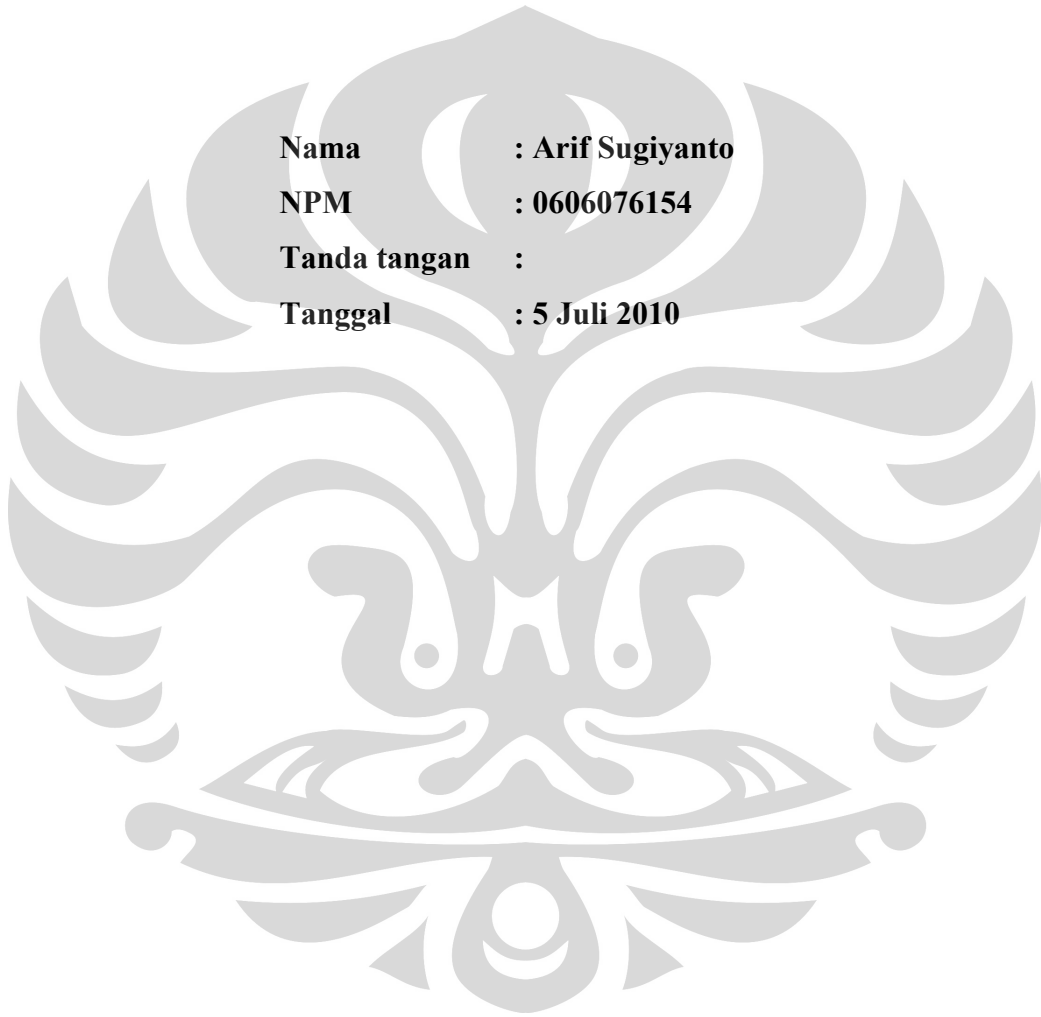 Nama : Arif Sugiyanto
NPM : 0606076154
Tanda tangan :
Tanggal : 5 Juli 2010